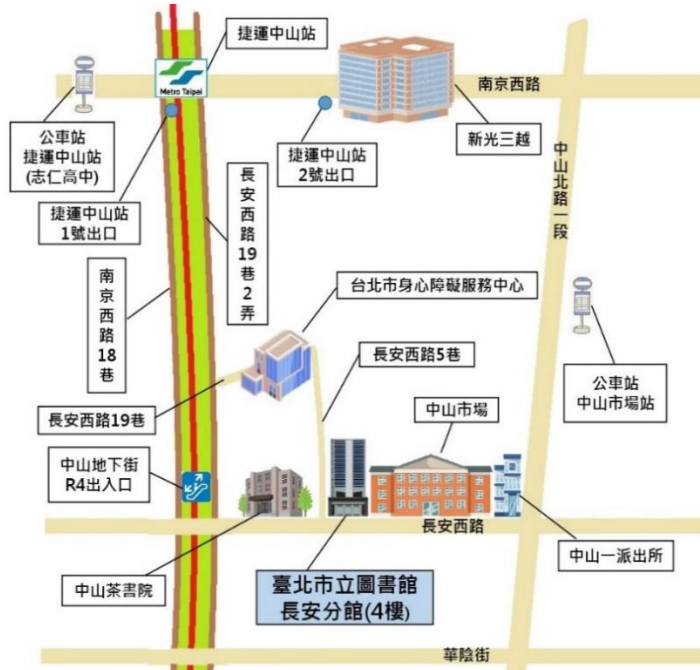 捷運中山站
Metro Taipei
南京西路
公車站
捷運中山站
(志仁高中)
新光三越
捷運中山站
2號出口
捷運中山站
1號出口
長安西路19巷2弄
中山北路一段
南京西路18巷
台北市身心障礙服務中心
長安西路5巷
公車站
中山市場站
長安西路19巷
中山市場
中山地下街
R4出入口
長安西路
中山茶書院
臺北市立圖書館
長安分館(4樓)
中山一派出所
華陰街